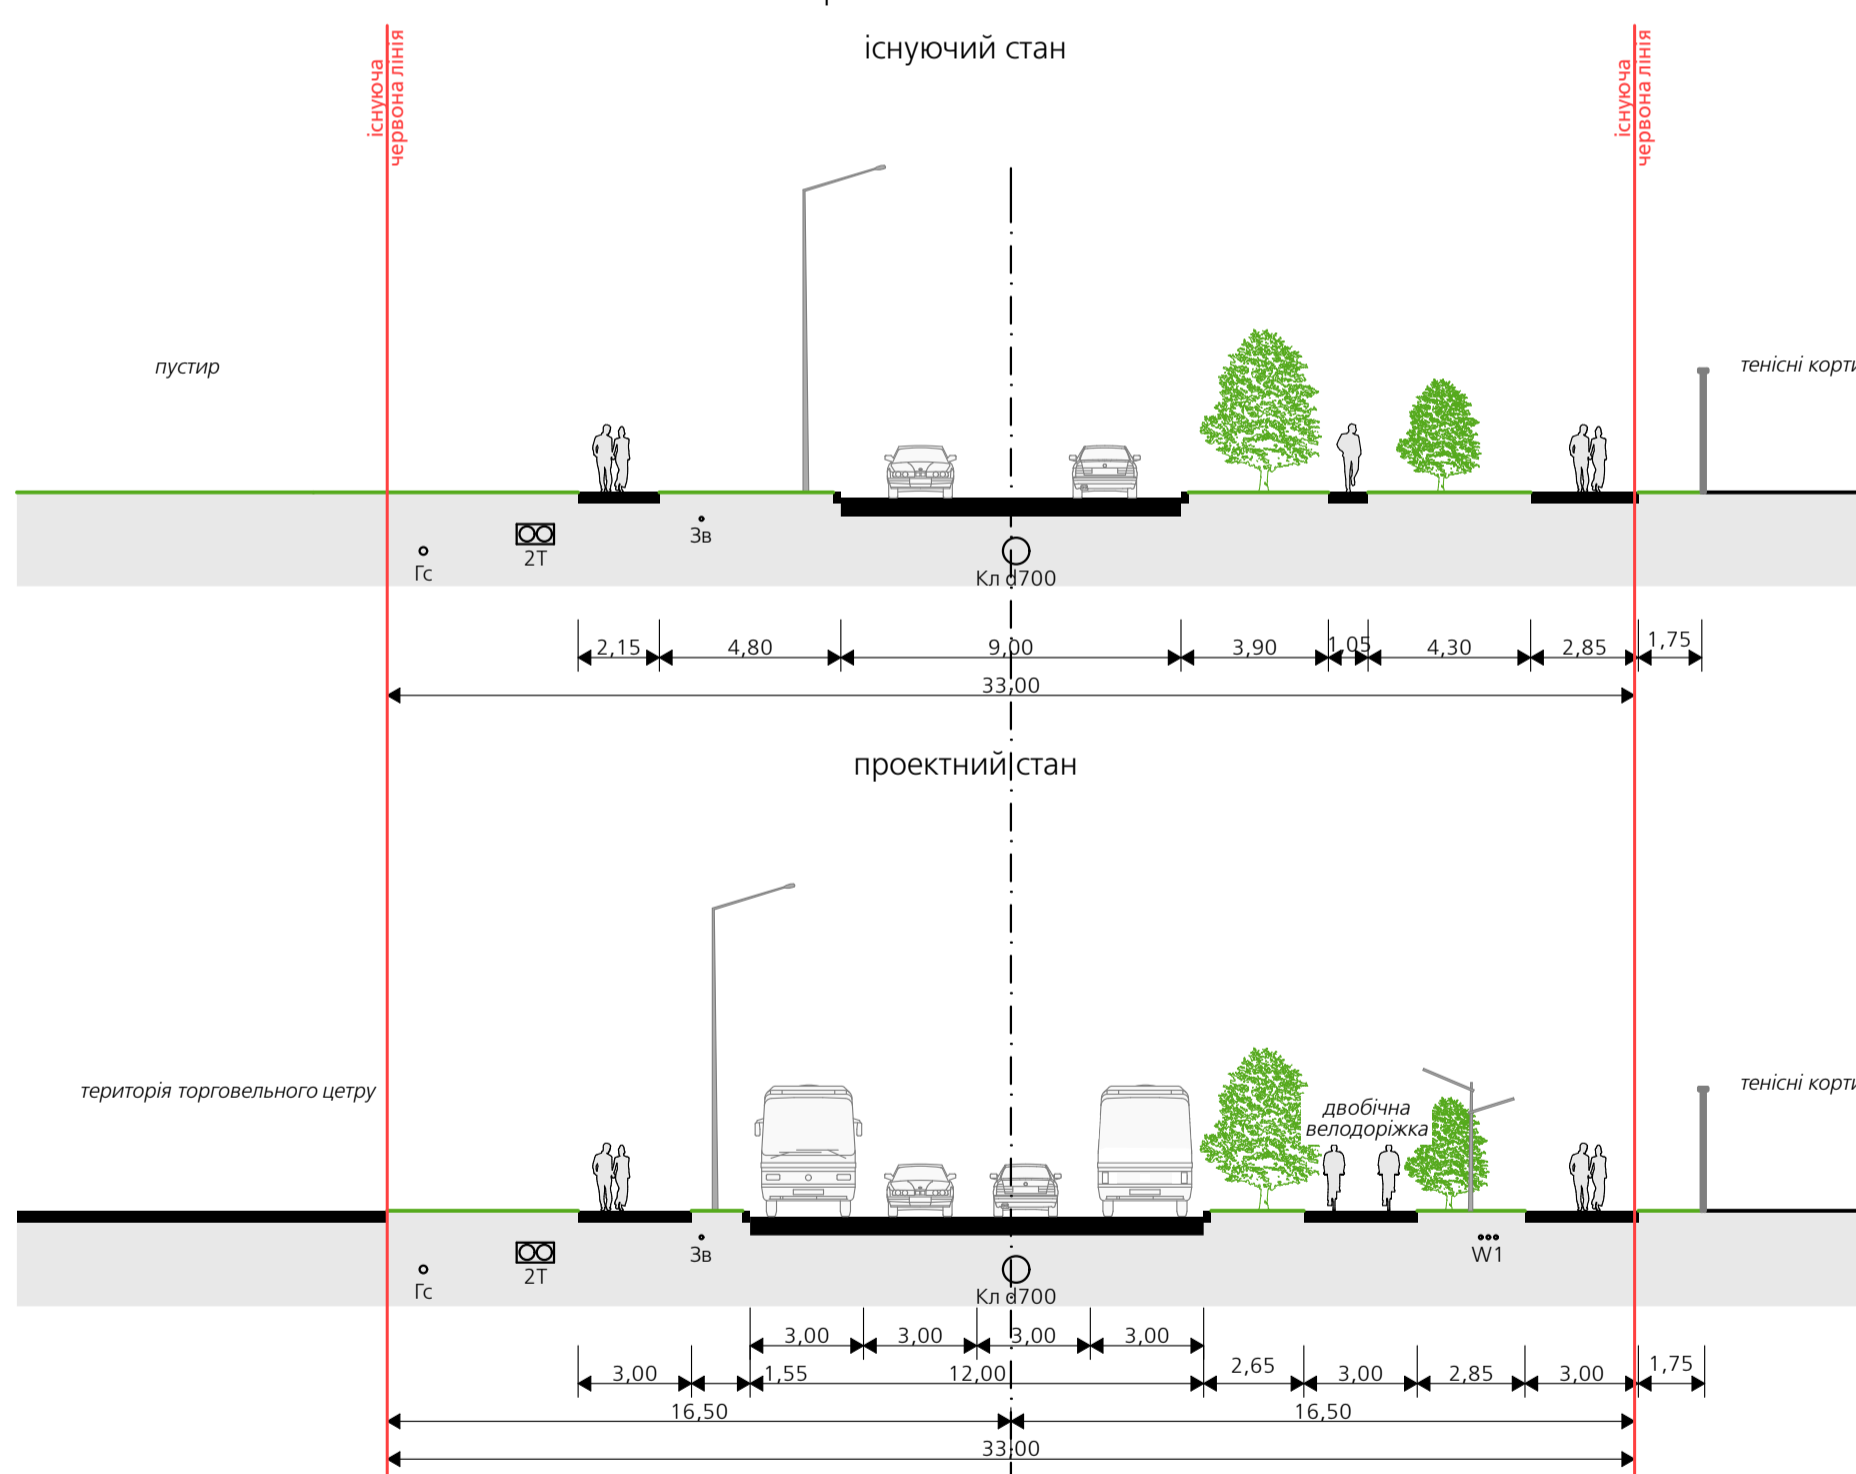 існуючий стан
існуюча
червона лінія
існуюча
червона лінія
пустир
тенісні корти
Гс
2Т
Зв
Кл d700
2,15
4,80
9,00
3,90
1,05
4,30
2,85
1,75
33,00
проектний стан
територія торговельного цетру
двобічна
велодоріжка
тенісні корти
Гс
2Т
Зв
Кл d700
W1
3,00
3,00
3,00
3,00
3,00
1,55
12,00
2,65
3,00
2,85
3,00
1,75
16,50
16,50
33,00